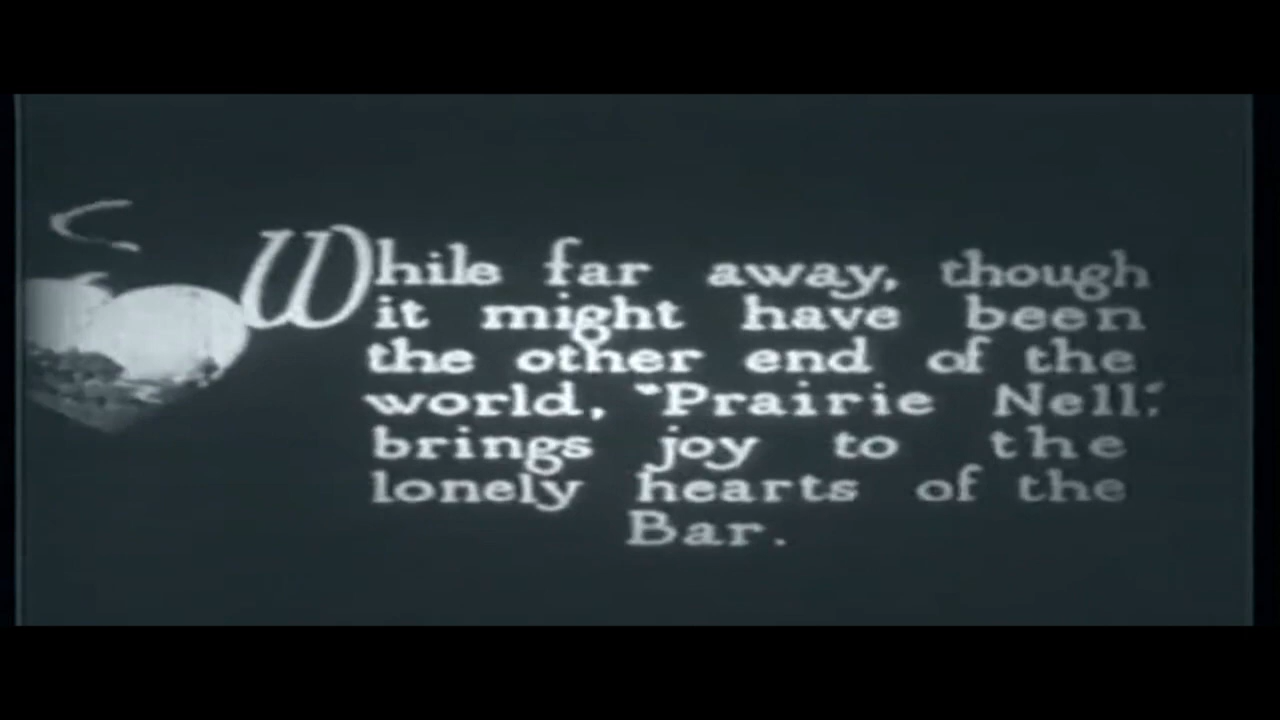 While far away, though
it might have been
the other end of the
world, "Prairie Nell,"
brings joy to the
lonely hearts of the
Bar.